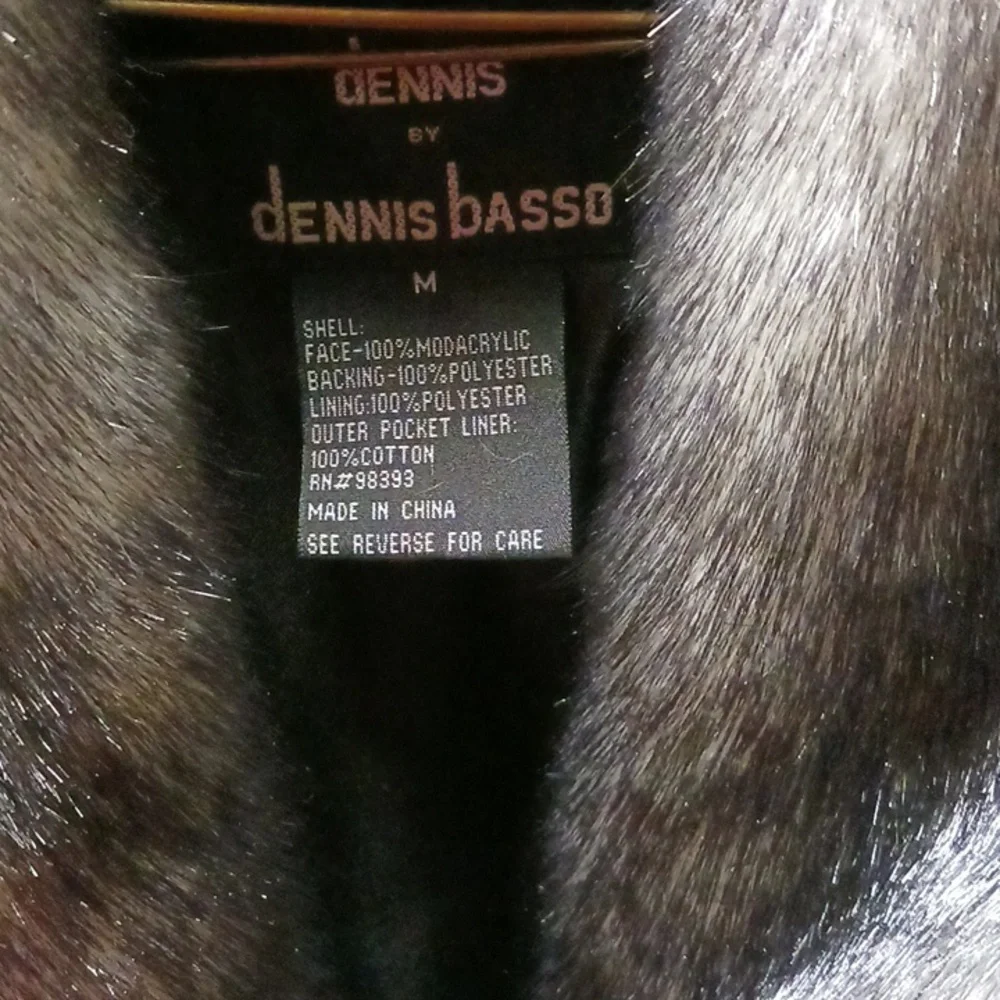 dENNIS
BY
dENNIS bASSO
M
SHELL:
FACE-100%MODACRYLIC
BACKING-100%POLYESTER
LINING:100%POLYESTER
OUTER POCKET LINER:
100%COTTON
RN#98393
MADE IN CHINA
SEE REVERSE FOR CARE